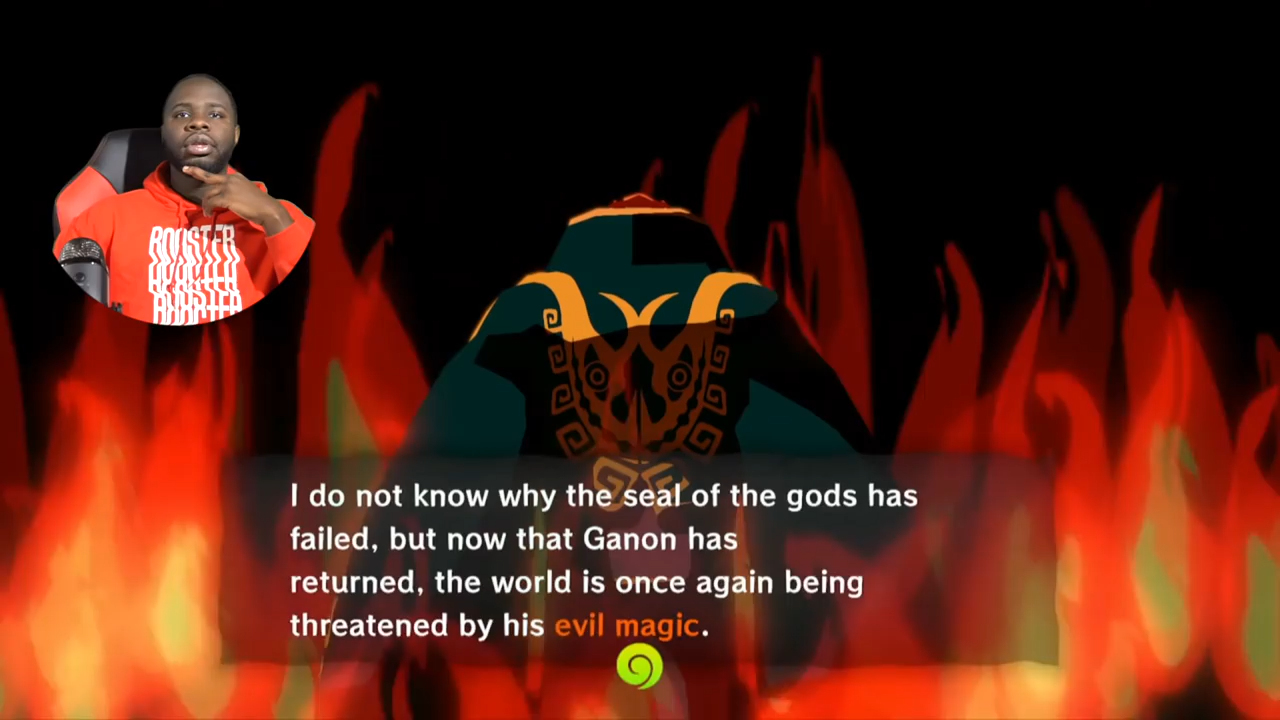 ROOSTER
I do not know why the seal of the gods has
failed, but now that Ganon has
returned, the world is once again being
threatened by his evil magic.